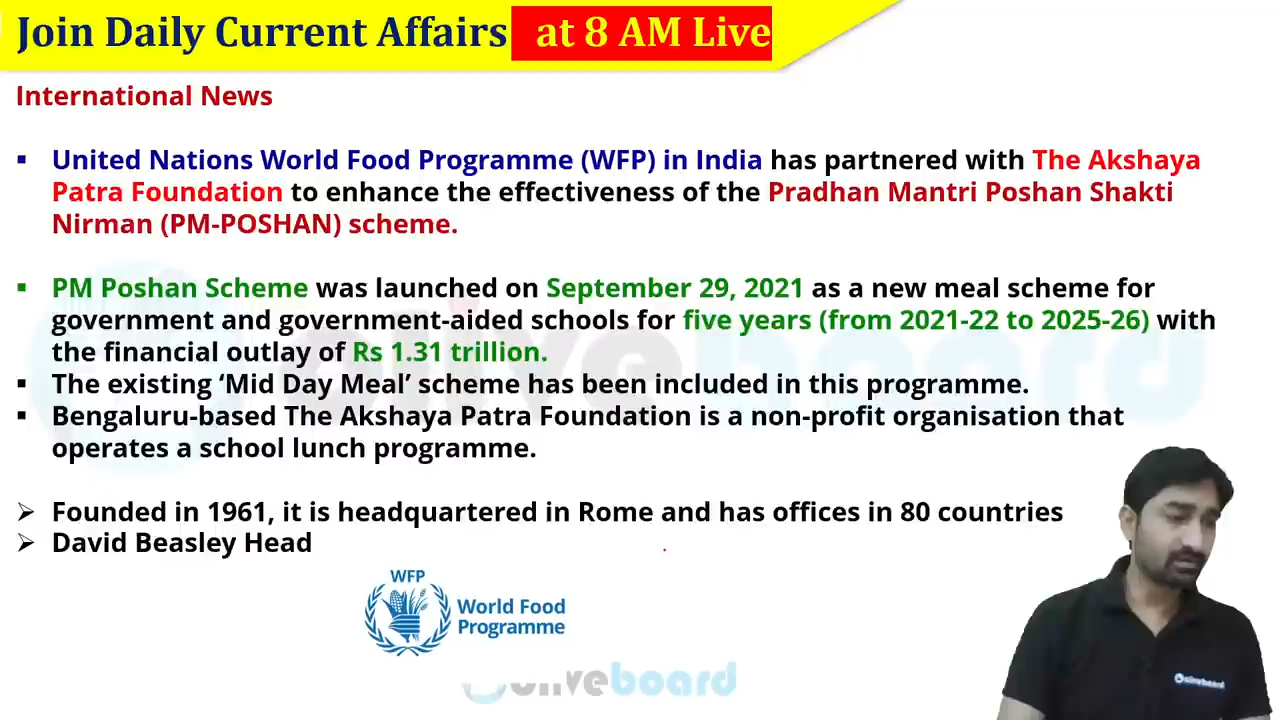 Join Daily Current Affairs at 8 AM Live
International News
▪ United Nations World Food Programme (WFP) in India has partnered with The Akshaya
Patra Foundation to enhance the effectiveness of the Pradhan Mantri Poshan Shakti
Nirman (PM-POSHAN) scheme.
▪ PM Poshan Scheme was launched on September 29, 2021 as a new meal scheme for
government and government-aided schools for five years (from 2021-22 to 2025-26) with
the financial outlay of Rs 1.31 trillion.
▪ The existing ‘Mid Day Meal’ scheme has been included in this programme.
▪ Bengaluru-based The Akshaya Patra Foundation is a non-profit organisation that
operates a school lunch programme.
➢ Founded in 1961, it is headquartered in Rome and has offices in 80 countries
➢ David Beasley Head
WFP
World Food
Programme
oliveboard
oliveboard
oliveboard